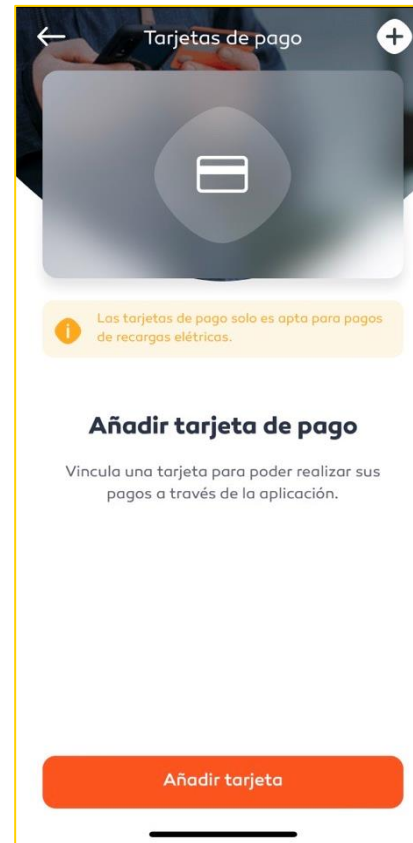 Tarjetas de pago
Las tarjetas de pago solo es apta para pagos
de recargas elétricas.
Añadir tarjeta de pago
Vincula una tarjeta para poder realizar sus
pagos a través de la aplicación.
Añadir tarjeta